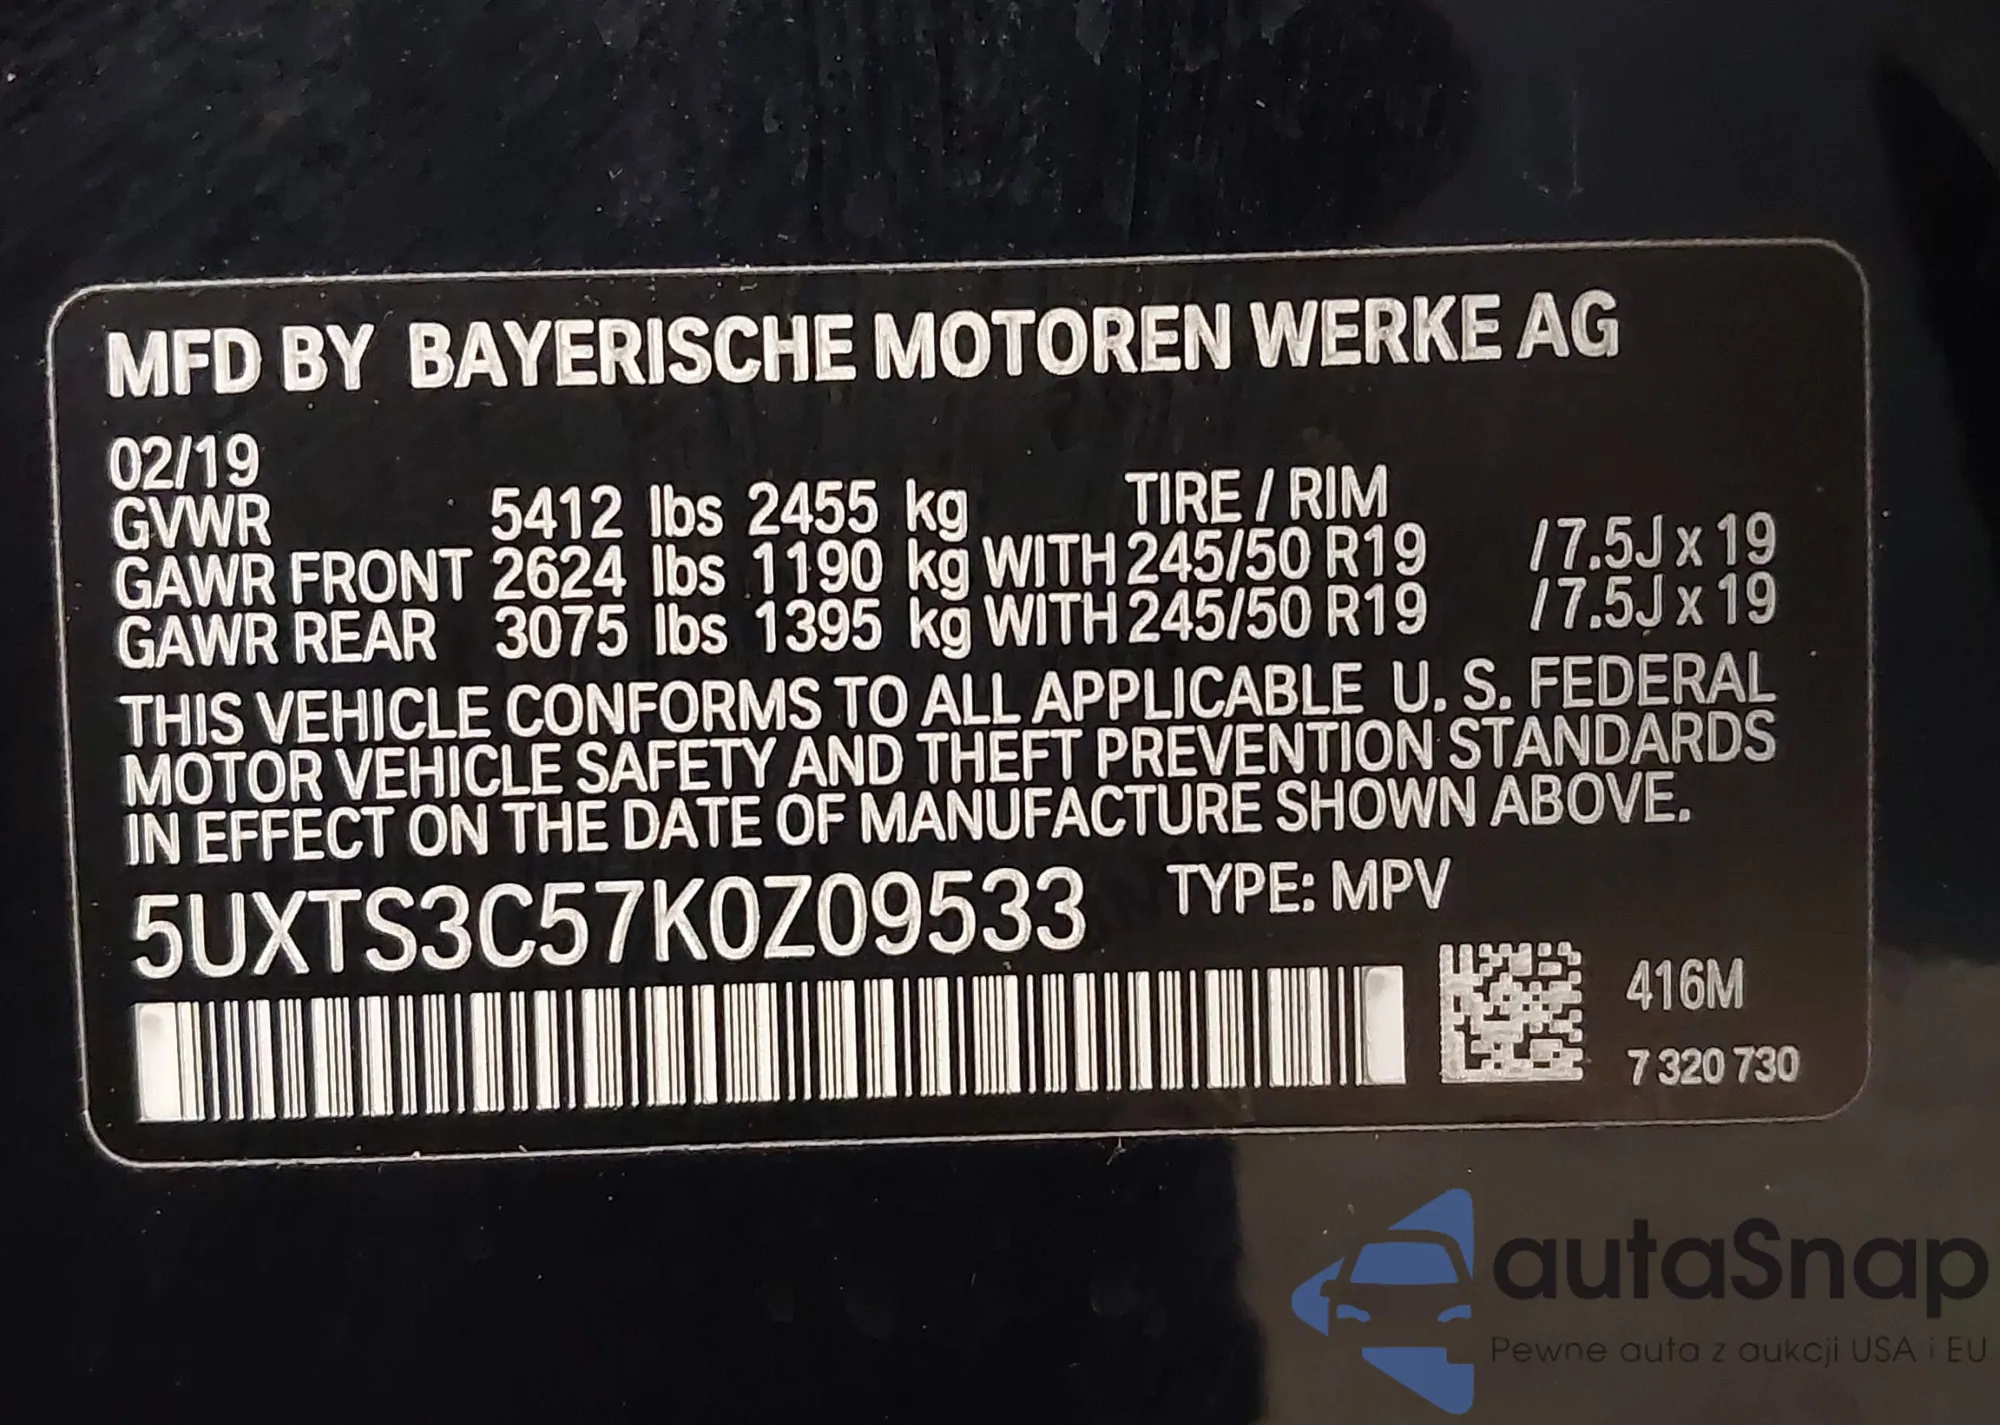 MFD BY BAYERISCHE MOTOREN WERKE AG
02/19
GVWR 5412 lbs 2455 kg TIRE / RIM
GAWR FRONT 2624 lbs 1190 kg WITH 245/50 R19 /7.5J x 19
GAWR REAR 3075 lbs 1395 kg WITH 245/50 R19 /7.5J x 19
THIS VEHICLE CONFORMS TO ALL APPLICABLE U. S. FEDERAL
MOTOR VEHICLE SAFETY AND THEFT PREVENTION STANDARDS
IN EFFECT ON THE DATE OF MANUFACTURE SHOWN ABOVE.
5UXTS3C57K0Z09533 TYPE: MPV
416M
7 320 730
autaSnap
Pewne auta z aukcji USA i EU